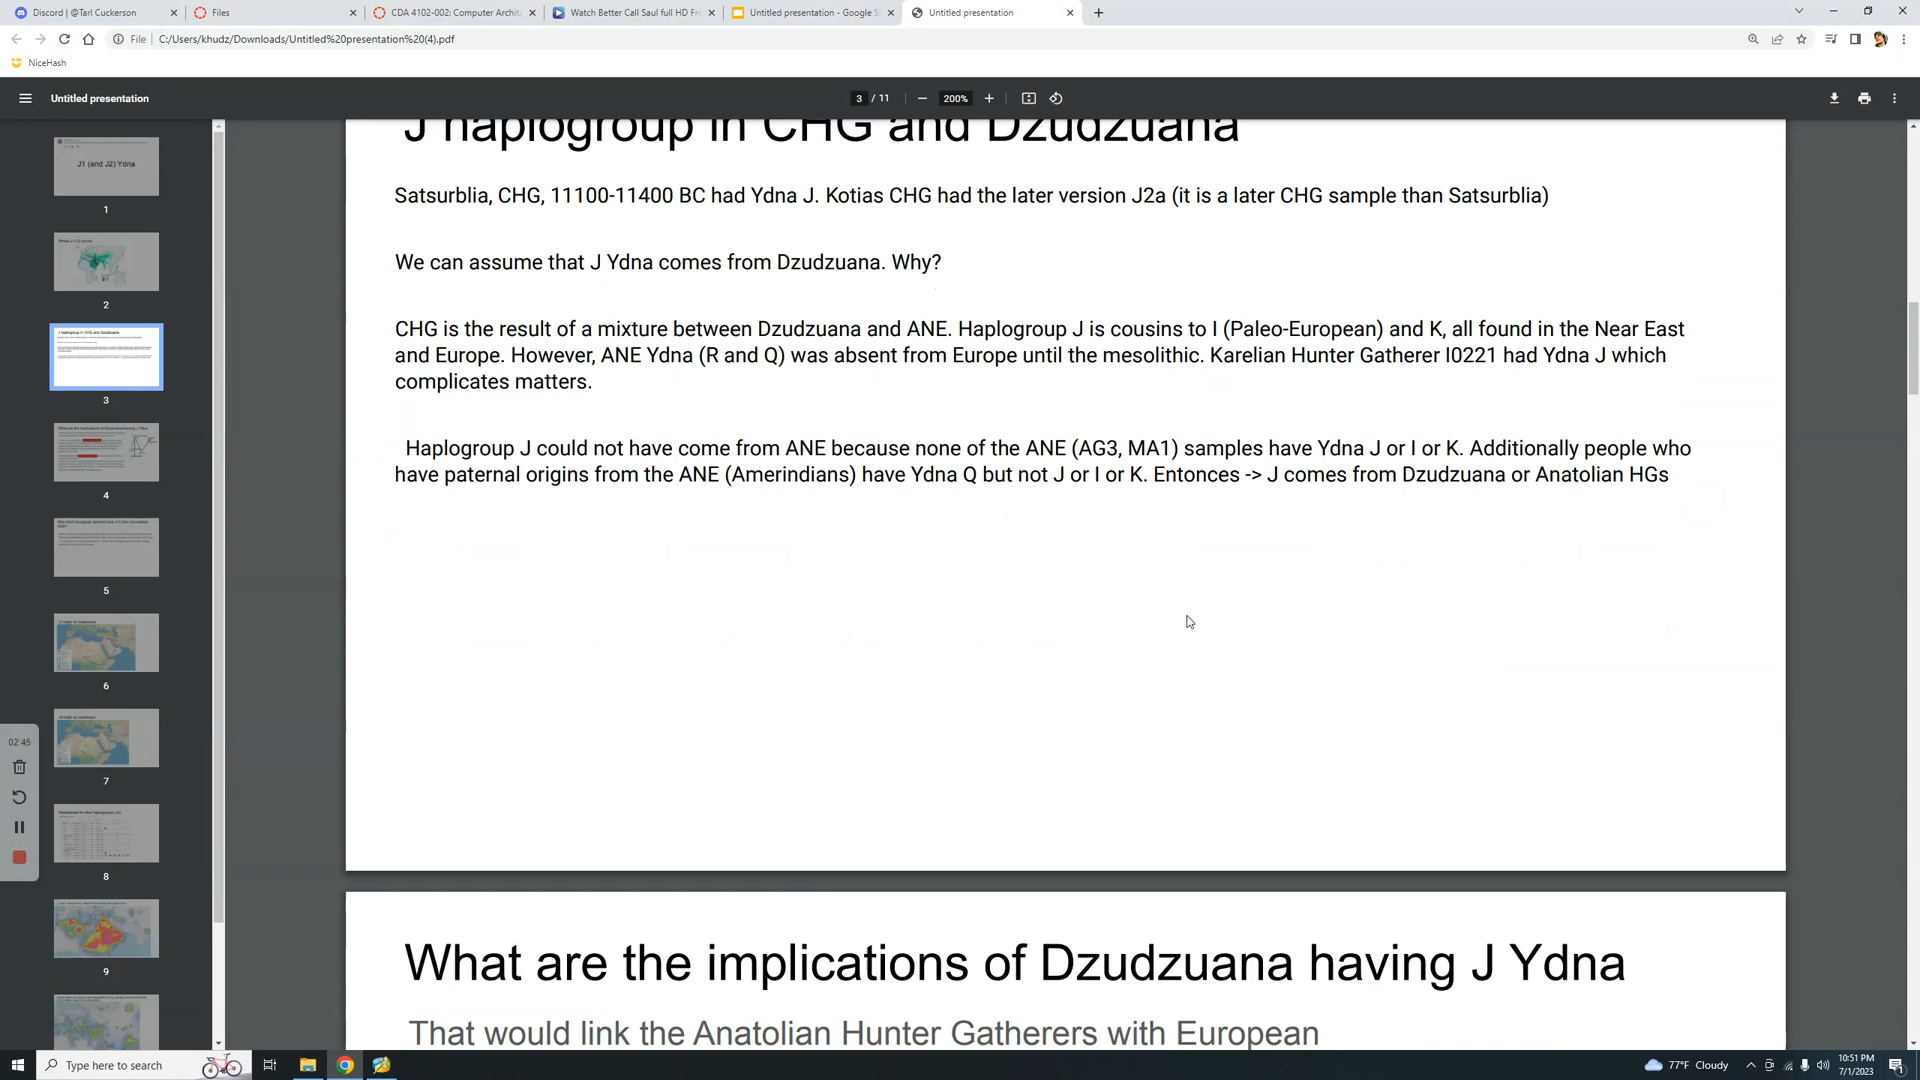 Discord | @Tarl Cuckerson
Files
CDA 4102-002: Computer Archite
Watch Better Call Saul full HD Fre
Untitled presentation - Google S
Untitled presentation
File
C:/Users/khudz/Downloads/Untitled%20presentation%20(4).pdf
NiceHash
Untitled presentation
3 / 11
200%
J1 (and J2) Ydna
1
2
3
4
5
6
7
8
9
02:45
J haplogroup in CHG and Dzudzuana
Satsurblia, CHG, 11100-11400 BC had Ydna J. Kotias CHG had the later version J2a (it is a later CHG sample than Satsurblia)
We can assume that J Ydna comes from Dzudzuana. Why?
CHG is the result of a mixture between Dzudzuana and ANE. Haplogroup J is cousins to I (Paleo-European) and K, all found in the Near East
and Europe. However, ANE Ydna (R and Q) was absent from Europe until the mesolithic. Karelian Hunter Gatherer I0221 had Ydna J which
complicates matters.
Haplogroup J could not have come from ANE because none of the ANE (AG3, MA1) samples have Ydna J or I or K. Additionally people who
have paternal origins from the ANE (Amerindians) have Ydna Q but not J or I or K. Entonces -> J comes from Dzudzuana or Anatolian HGs
What are the implications of Dzudzuana having J Ydna
That would link the Anatolian Hunter Gatherers with European
Type here to search
77°F Cloudy
10:51 PM
7/1/2023